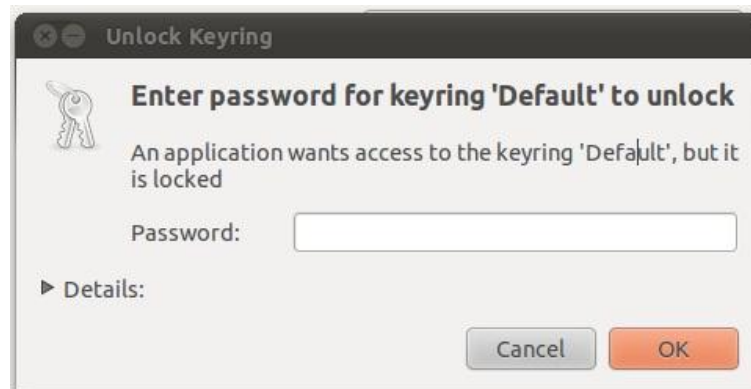 Unlock Keyring
Enter password for keyring 'Default' to unlock
An application wants access to the keyring 'Default', but it
is locked
Password:
Details:
Cancel
OK